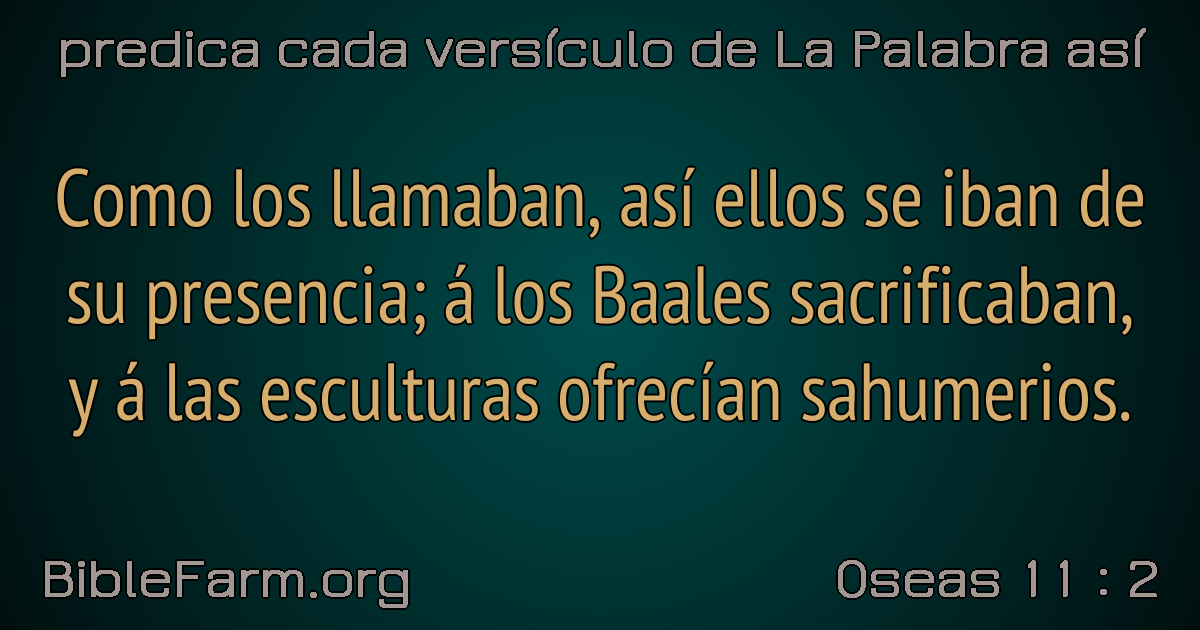 predica cada versículo de La Palabra así
Como los llamaban, así ellos se iban de
su presencia; á los Baales sacrificaban,
y á las esculturas ofrecían sahumerios.
BibleFarm.org
Oseas 11 : 2